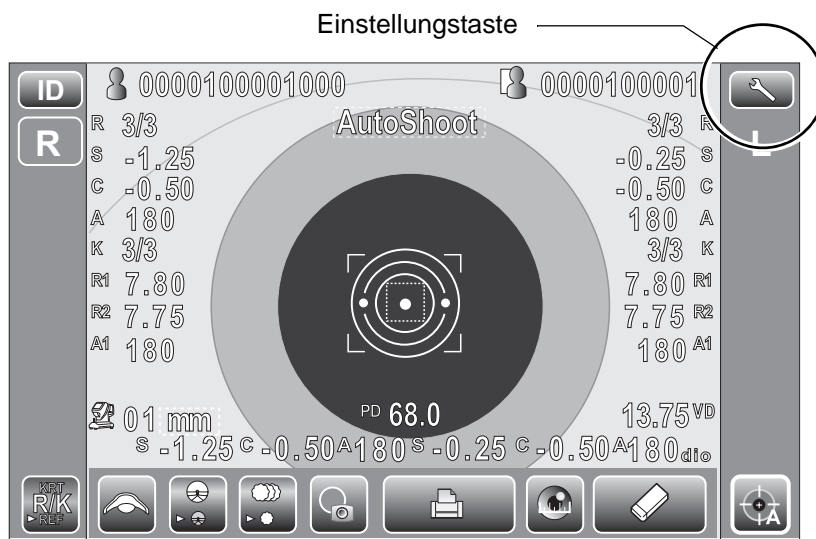 Einstellungstaste
ID 0000100001000 0000100001
R AutoShoot L
R 3/3 3/3 R
S -1.25 -0.25 S
C -0.50 -0.50 C
A 180 180 A
K 3/3 3/3 K
R1 7.80 7.80 R1
R2 7.75 7.75 R2
A1 180 180 A1
01 mm PD 68.0 13.75 VD
S -1.25 C -0.50 A180 S -0.25 C -0.50 A180 dio
KRT
R/K
REF
A